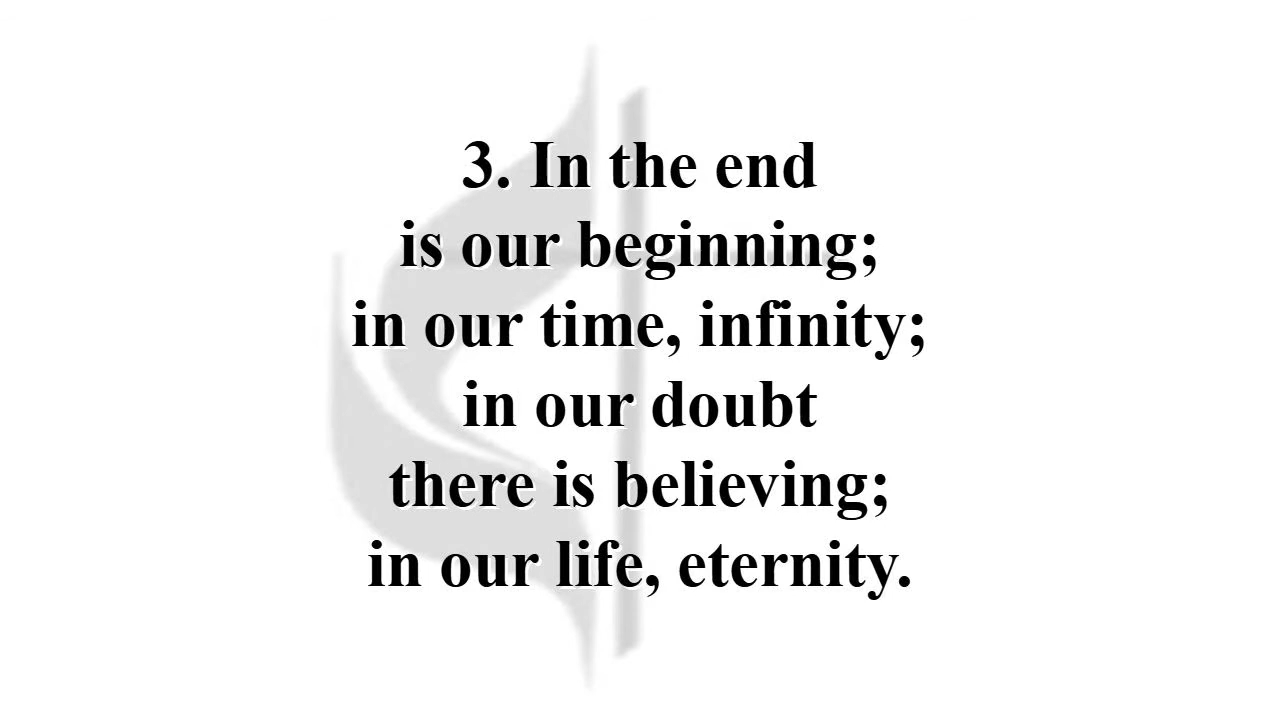 3. In the end
is our beginning;
in our time, infinity;
in our doubt
there is believing;
in our life, eternity.